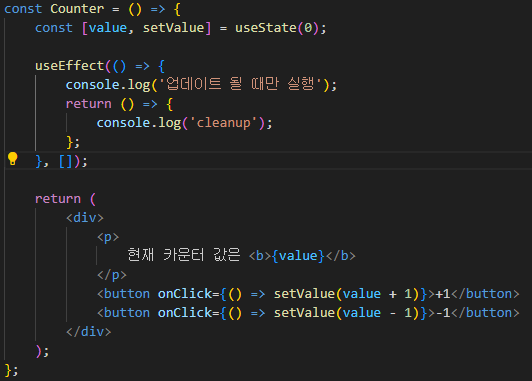 const Counter = () => {
    const [value, setValue] = useState(0);

    useEffect(() => {
        console.log('업데이트 될 때만 실행');
        return () => {
            console.log('cleanup');
        };
    }, []);

    return (
        <div>
            <p>
                현재 카운터 값은 <b>{value}</b>
            </p>
            <button onClick={() => setValue(value + 1)}>+1</button>
            <button onClick={() => setValue(value - 1)}>-1</button>
        </div>
    );
};